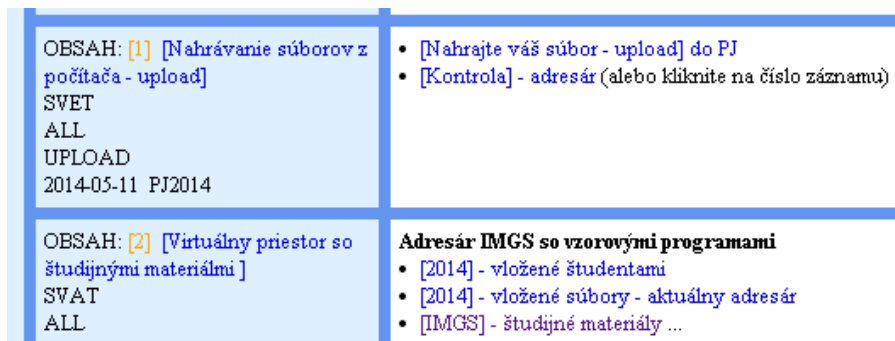 OBSAH: [1] [Nahrávanie súborov z
počítača - upload]
SVET
ALL
UPLOAD
2014-05-11 PJ2014
• [Nahrajte váš súbor - upload] do PJ
• [Kontrola] - adresár (alebo kliknite na číslo záznamu)
OBSAH: [2] [Virtuálny priestor so
študijnými materiálmi ]
SVAT
ALL
Adresár IMGS so vzorovými programami
• [2014] - vložené študentami
• [2014] - vložené súbory - aktuálny adresár
• [IMGS] - študijné materiály ...